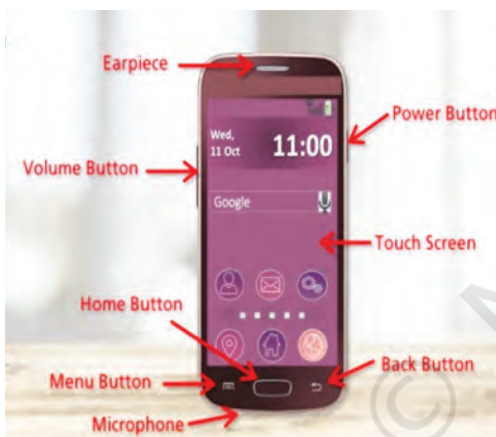 Earpiece
Power Button
Wed,
11 Oct
11:00
Volume Button
Google
Touch Screen
Home Button
Back Button
Menu Button
Microphone
©